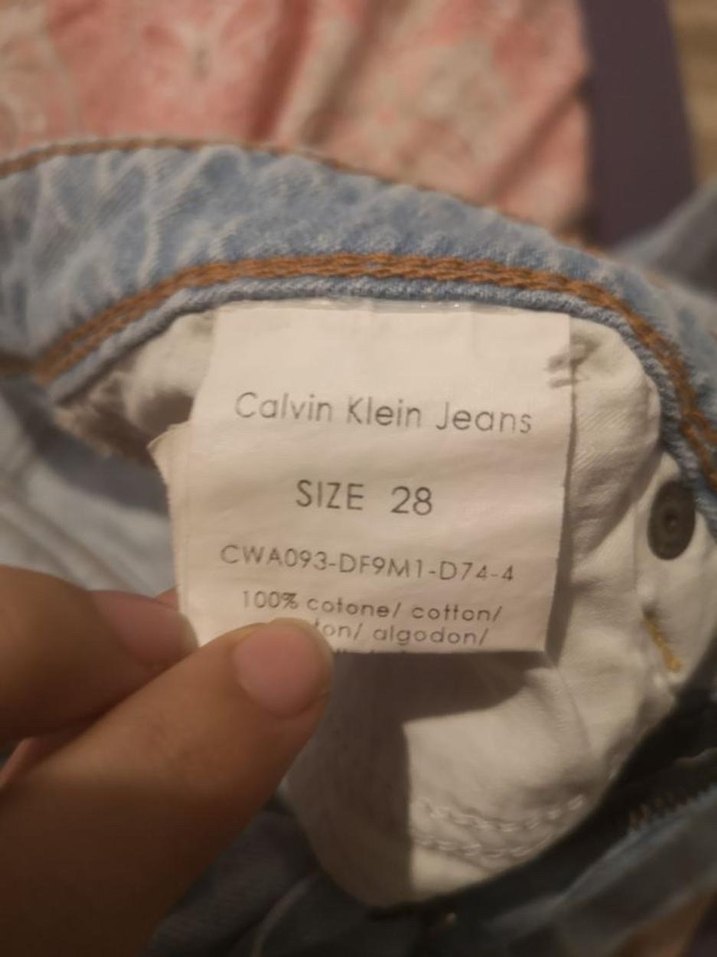 Calvin Klein Jeans
SIZE 28
CWA093-DF9M1-D74-4
100% cotone/ cotton/
algodon/